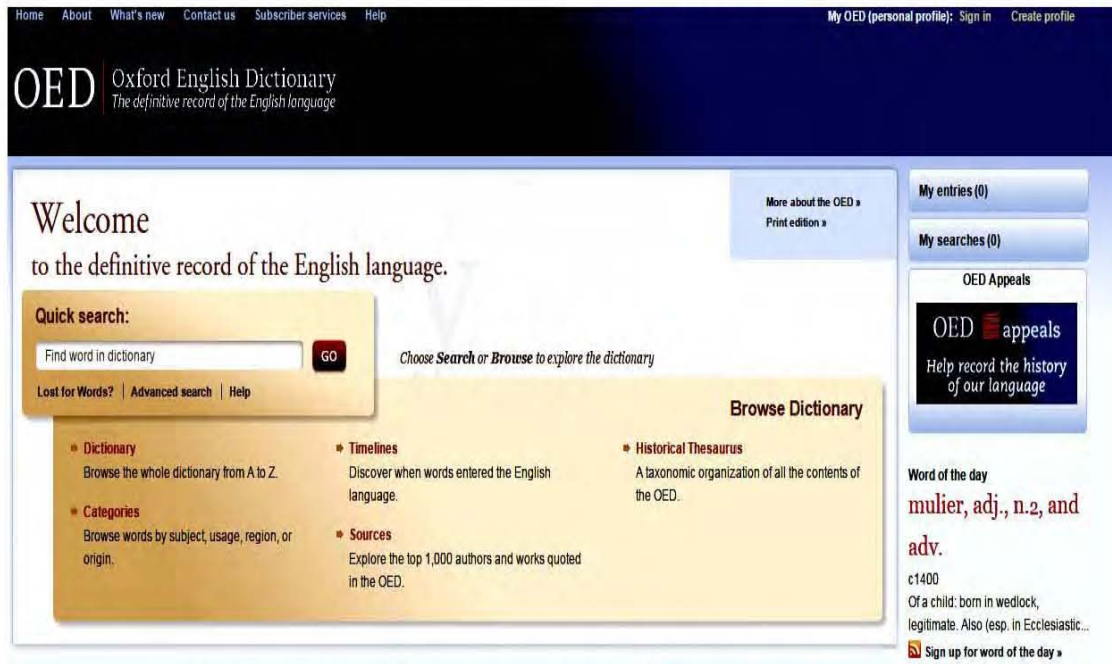 Home About What's new Contact us Subscriber services Help
My OED (personal profile): Sign in Create profile
OED Oxford English Dictionary
The definitive record of the English language
Welcome
to the definitive record of the English language.
More about the OED »
Print edition »
Quick search:
Find word in dictionary GO
Lost for Words? | Advanced search | Help
Choose Search or Browse to explore the dictionary
Browse Dictionary
Dictionary
Browse the whole dictionary from A to Z.
Categories
Browse words by subject, usage, region, or
origin.
Timelines
Discover when words entered the English
language.
Sources
Explore the top 1,000 authors and works quoted
in the OED.
Historical Thesaurus
A taxonomic organization of all the contents of
the OED.
My entries (0)
My searches (0)
OED Appeals
OED appeals
Help record the history
of our language
Word of the day
mulier, adj., n.2, and
adv.
c1400
Of a child: born in wedlock,
legitimate. Also (esp. in Ecclesiastic...
Sign up for word of the day »